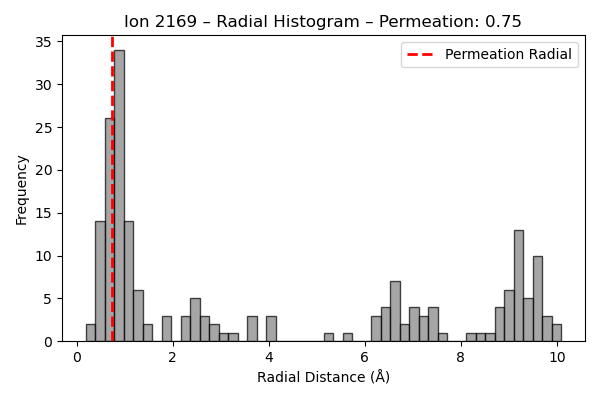 Ion 2169 – Radial Histogram – Permeation: 0.75
Permeation Radial
Frequency
35
30
25
20
15
10
5
0
0 2 4 6 8 10
Radial Distance (Å)